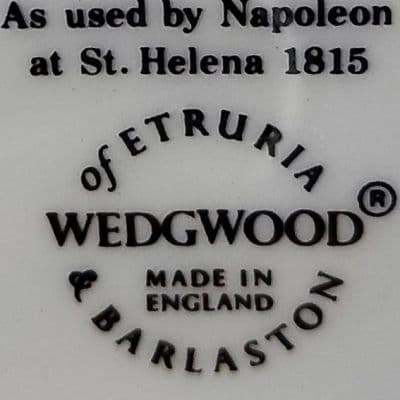 As used by Napoleon
at St. Helena 1815
of ETRURIA
WEDGWOOD®
MADE IN
ENGLAND
& BARLASTON